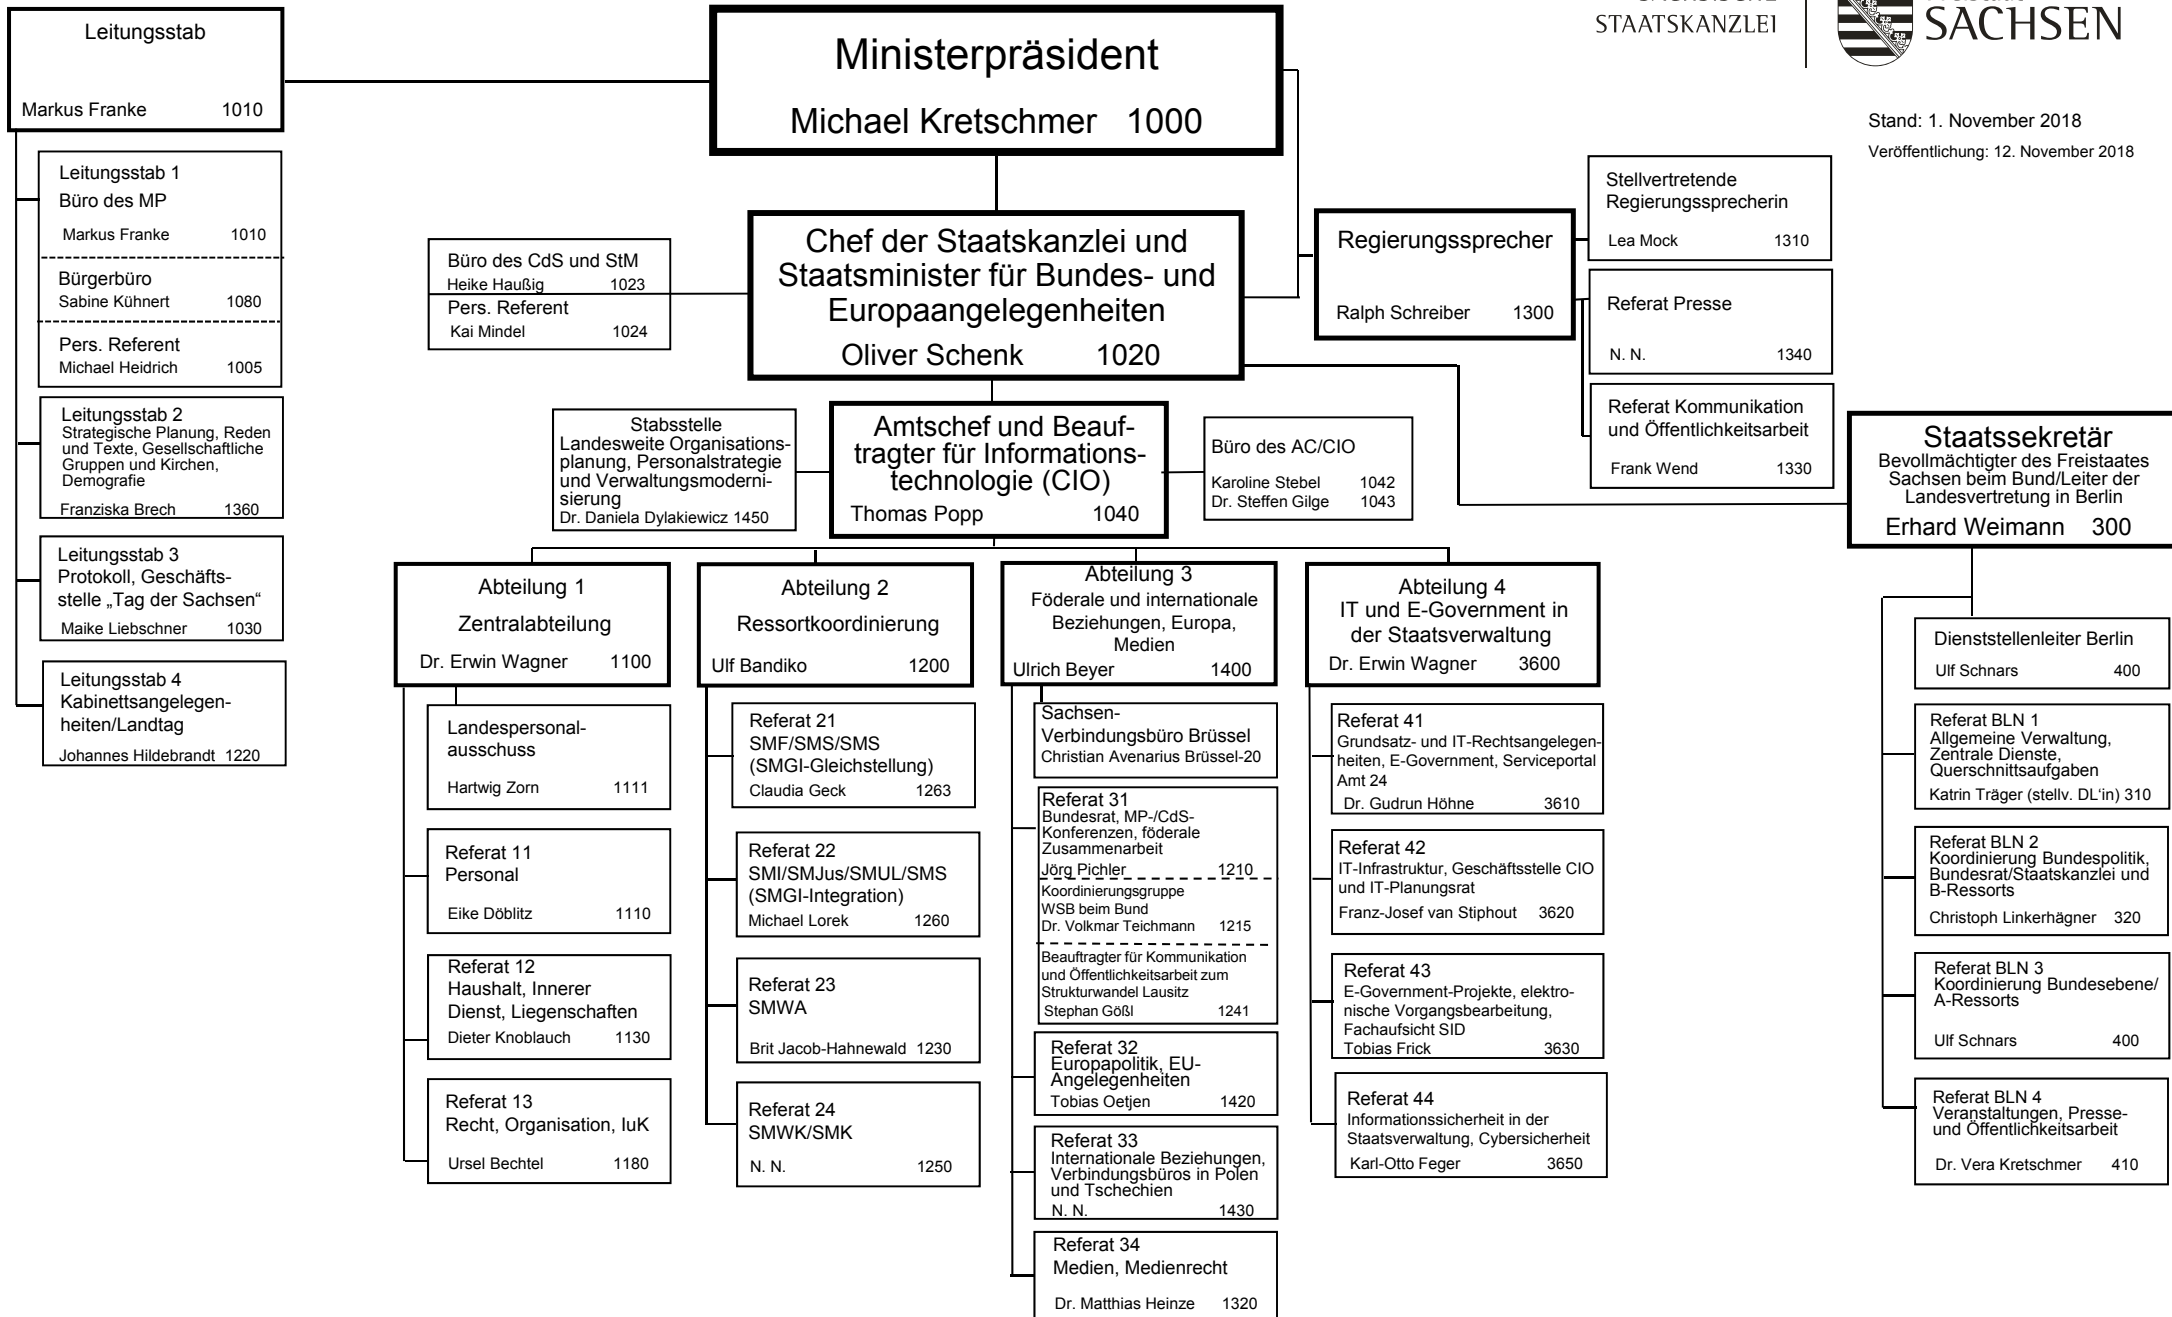 Leitungsstab
Markus Franke 1010
Leitungsstab 1
Büro des MP
Markus Franke 1010
Bürgerbüro
Sabine Kühnert 1080
Pers. Referent
Michael Heidrich 1005
Leitungsstab 2
Strategische Planung, Reden
und Texte, Gesellschaftliche
Gruppen und Kirchen,
Demografie
Franziska Brech 1360
Leitungsstab 3
Protokoll, Geschäfts-
stelle „Tag der Sachsen“
Maike Liebschner 1030
Leitungsstab 4
Kabinettsangelegen-
heiten/Landtag
Johannes Hildebrandt 1220
Ministerpräsident
Michael Kretschmer 1000
STAATSKANZLEI
SACHSEN
Stand: 1. November 2018
Veröffentlichung: 12. November 2018
Büro des CdS und StM
Heike Haußig 1023
Pers. Referent
Kai Mindel 1024
Chef der Staatskanzlei und
Staatsminister für Bundes- und
Europaangelegenheiten
Oliver Schenk 1020
Regierungssprecher
Ralph Schreiber 1300
Stellvertretende
Regierungssprecherin
Lea Mock 1310
Referat Presse
N. N. 1340
Referat Kommunikation
und Öffentlichkeitsarbeit
Frank Wend 1330
Stabsstelle
Landesweite Organisations-
planung, Personalstrategie
und Verwaltungsmoderni-
sierung
Dr. Daniela Dylakiewicz 1450
Amtschef und Beauf-
tragter für Informations-
technologie (CIO)
Thomas Popp 1040
Büro des AC/CIO
Karoline Stebel 1042
Dr. Steffen Gilge 1043
Staatssekretär
Bevollmächtigter des Freistaates
Sachsen beim Bund/Leiter der
Landesvertretung in Berlin
Erhard Weimann 300
Abteilung 1
Zentralabteilung
Dr. Erwin Wagner 1100
Landespersonal-
ausschuss
Hartwig Zorn 1111
Referat 11
Personal
Eike Döblitz 1110
Referat 12
Haushalt, Innerer
Dienst, Liegenschaften
Dieter Knoblauch 1130
Referat 13
Recht, Organisation, IuK
Ursel Bechtel 1180
Abteilung 2
Ressortkoordinierung
Ulf Bandiko 1200
Referat 21
SMF/SMS/SMS
(SMGI-Gleichstellung)
Claudia Geck 1263
Referat 22
SMI/SMJus/SMUL/SMS
(SMGI-Integration)
Michael Lorek 1260
Referat 23
SMWA
Brit Jacob-Hahnewald 1230
Referat 24
SMWK/SMK
N. N. 1250
Abteilung 3
Föderale und internationale
Beziehungen, Europa,
Medien
Ulrich Beyer 1400
Sachsen-
Verbindungsbüro Brüssel
Christian Avenarius Brüssel-20
Referat 31
Bundesrat, MP-/CdS-
Konferenzen, föderale
Zusammenarbeit
Jörg Pichler 1210
Koordinierungsgruppe
WSB beim Bund
Dr. Volkmar Teichmann 1215
Beauftragter für Kommunikation
und Öffentlichkeitsarbeit zum
Strukturwandel Lausitz
Stephan Gößl 1241
Referat 32
Europapolitik, EU-
Angelegenheiten
Tobias Oetjen 1420
Referat 33
Internationale Beziehungen,
Verbindungsbüros in Polen
und Tschechien
N. N. 1430
Referat 34
Medien, Medienrecht
Dr. Matthias Heinze 1320
Abteilung 4
IT und E-Government in
der Staatsverwaltung
Dr. Erwin Wagner 3600
Referat 41
Grundsatz- und IT-Rechtsangelegen-
heiten, E-Government, Serviceportal
Amt 24
Dr. Gudrun Höhne 3610
Referat 42
IT-Infrastruktur, Geschäftsstelle CIO
und IT-Planungsrat
Franz-Josef van Stiphout 3620
Referat 43
E-Government-Projekte, elektro-
nische Vorgangsbearbeitung,
Fachaufsicht SID
Tobias Frick 3630
Referat 44
Informationssicherheit in der
Staatsverwaltung, Cybersicherheit
Karl-Otto Feger 3650
Dienststellenleiter Berlin
Ulf Schnars 400
Referat BLN 1
Allgemeine Verwaltung,
Zentrale Dienste,
Querschnittsaufgaben
Katrin Träger (stellv. DL‘in) 310
Referat BLN 2
Koordinierung Bundespolitik,
Bundesrat/Staatskanzlei und
B-Ressorts
Christoph Linkerhägner 320
Referat BLN 3
Koordinierung Bundesebene/
A-Ressorts
Ulf Schnars 400
Referat BLN 4
Veranstaltungen, Presse-
und Öffentlichkeitsarbeit
Dr. Vera Kretschmer 410